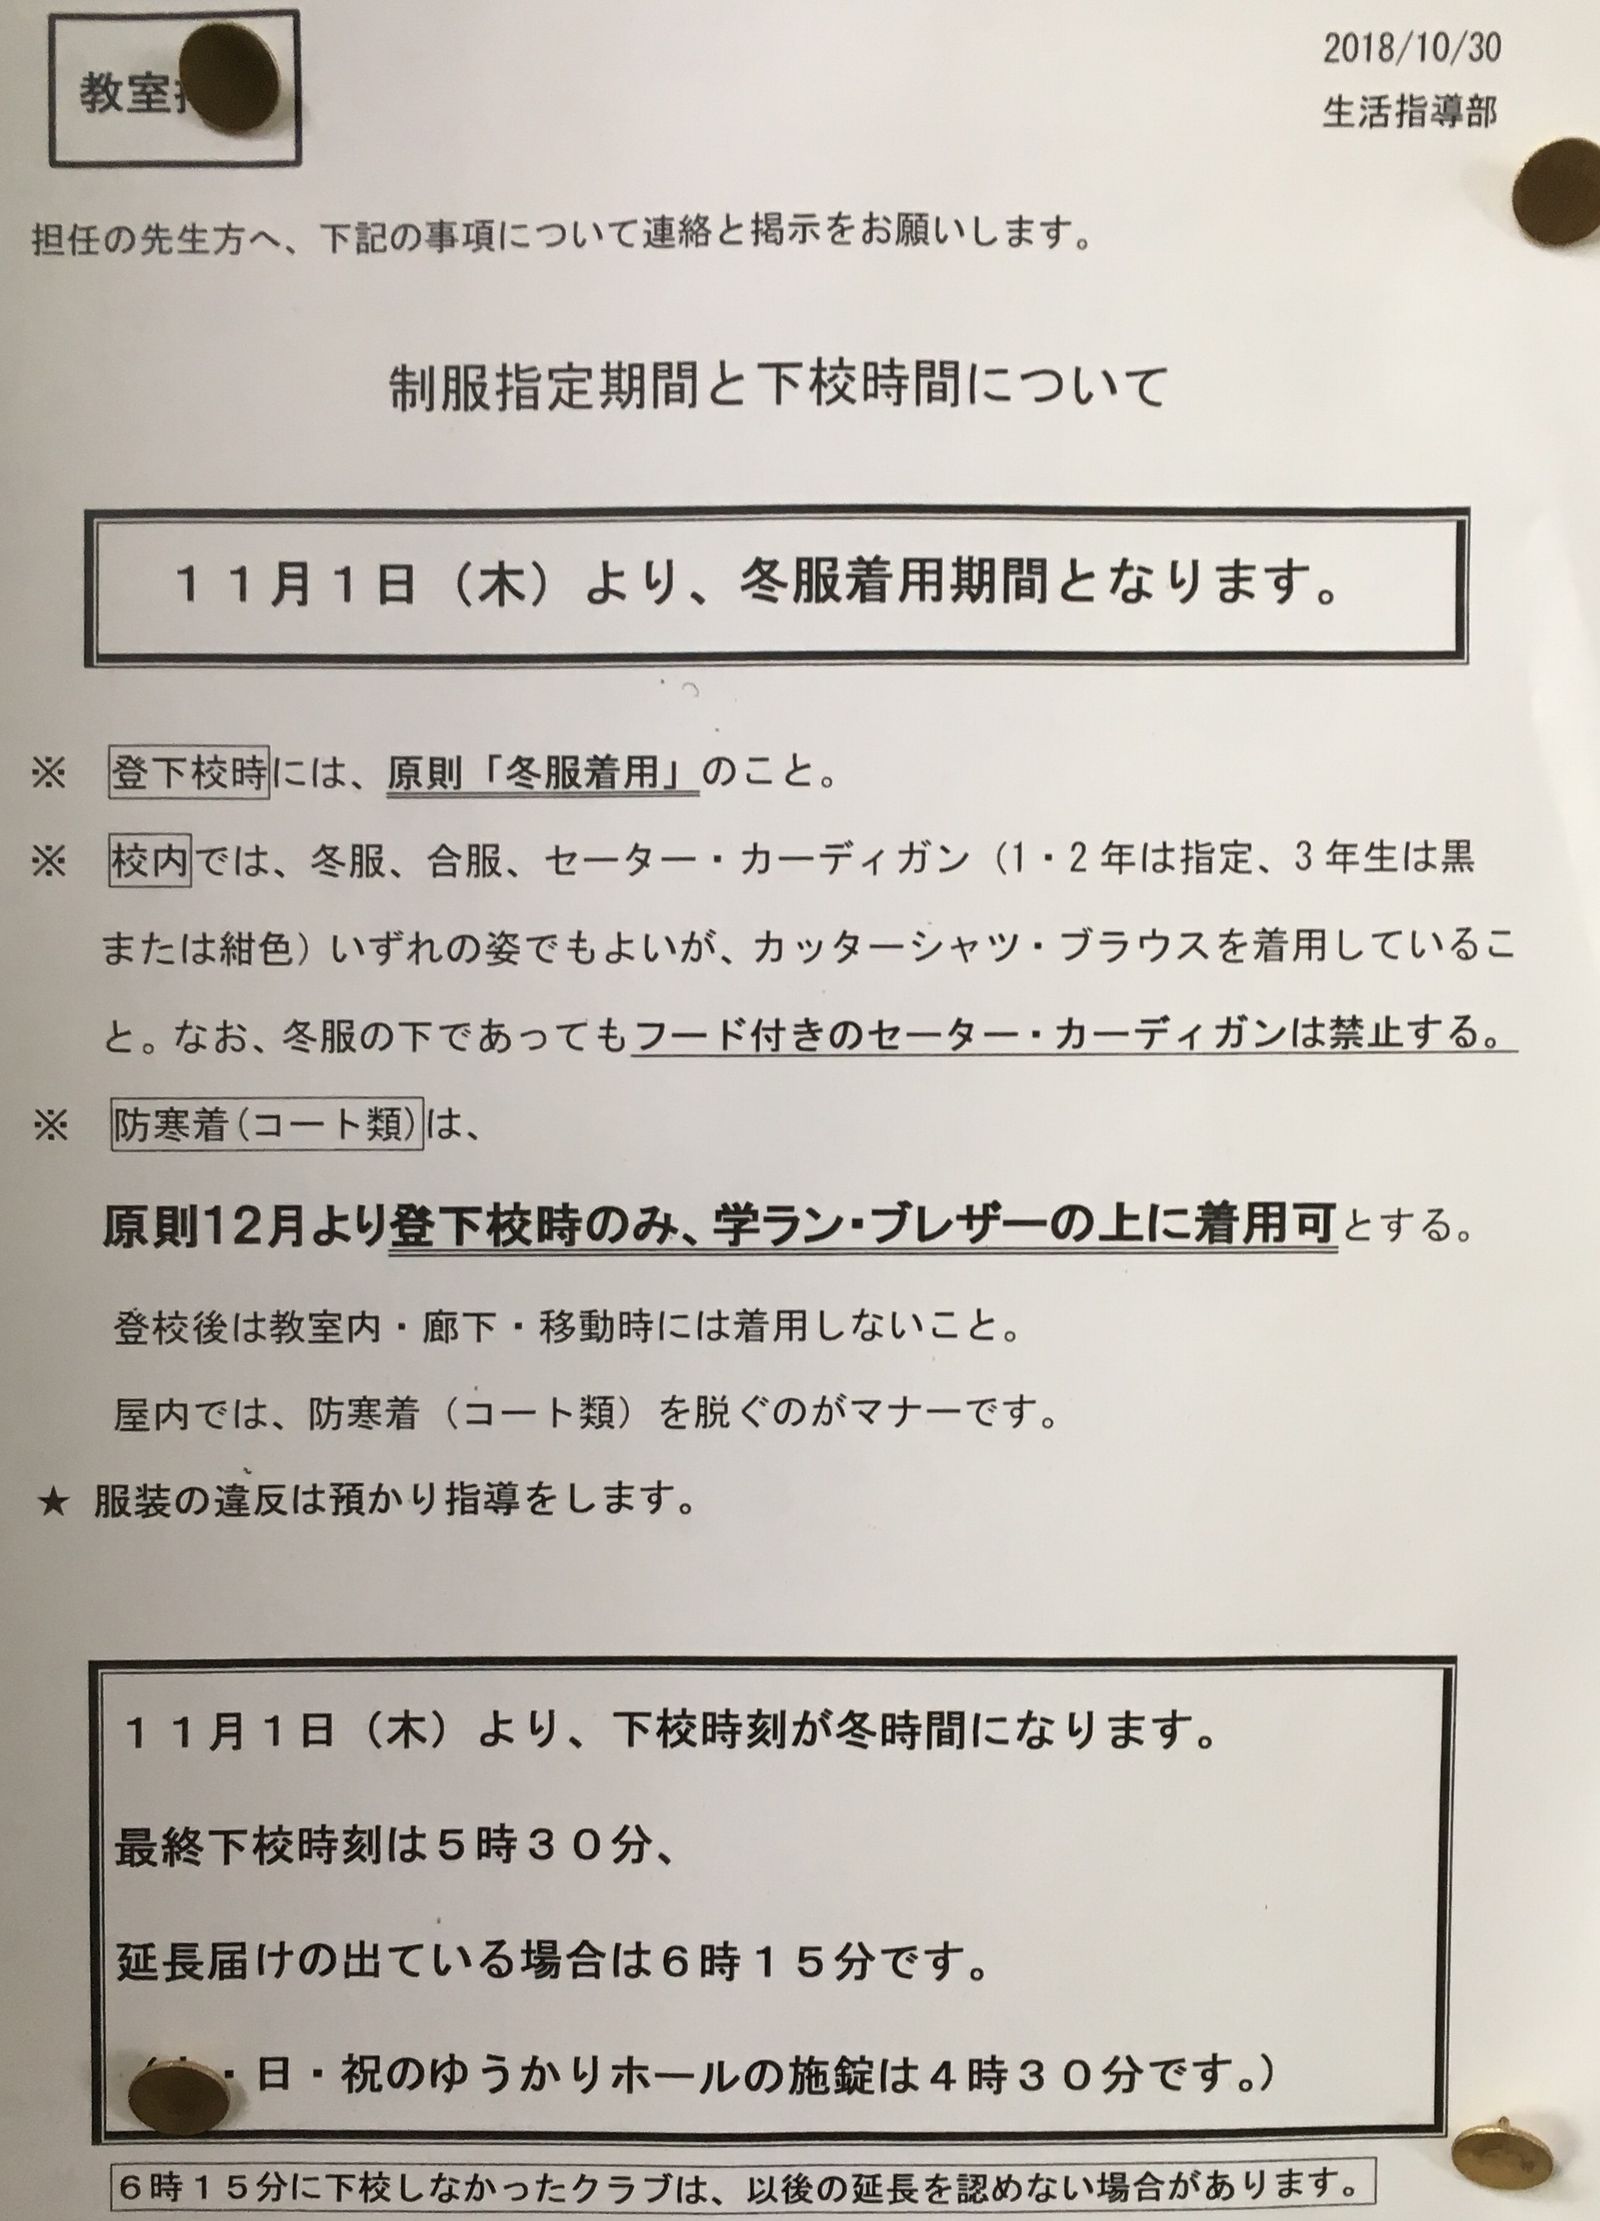 教室
2018/10/30
生活指導部
担任の先生方へ、下記の事項について連絡と掲示をお願いします。
制服指定期間と下校時間について
１１月１日（木）より、冬服着用期間となります。
※ 登下校時には、原則「冬服着用」のこと。
※ 校内では、冬服、合服、セーター・カーディガン（1・2 年は指定、3 年生は黒
または紺色）いずれの姿でもよいが、カッターシャツ・ブラウスを着用しているこ
と。なお、冬服の下であってもフード付きのセーター・カーディガンは禁止する。
※ 防寒着(コート類)は、
原則12月より登下校時のみ、学ラン・ブレザーの上に着用可とする。
登校後は教室内・廊下・移動時には着用しないこと。
屋内では、防寒着（コート類）を脱ぐのがマナーです。
★ 服装の違反は預かり指導をします。
１１月１日（木）より、下校時刻が冬時間になります。
最終下校時刻は５時３０分、
延長届けの出ている場合は６時１５分です。
・日・祝のゆうかりホールの施錠は４時３０分です。）
６時１５分に下校しなかったクラブは、以後の延長を認めない場合があります。